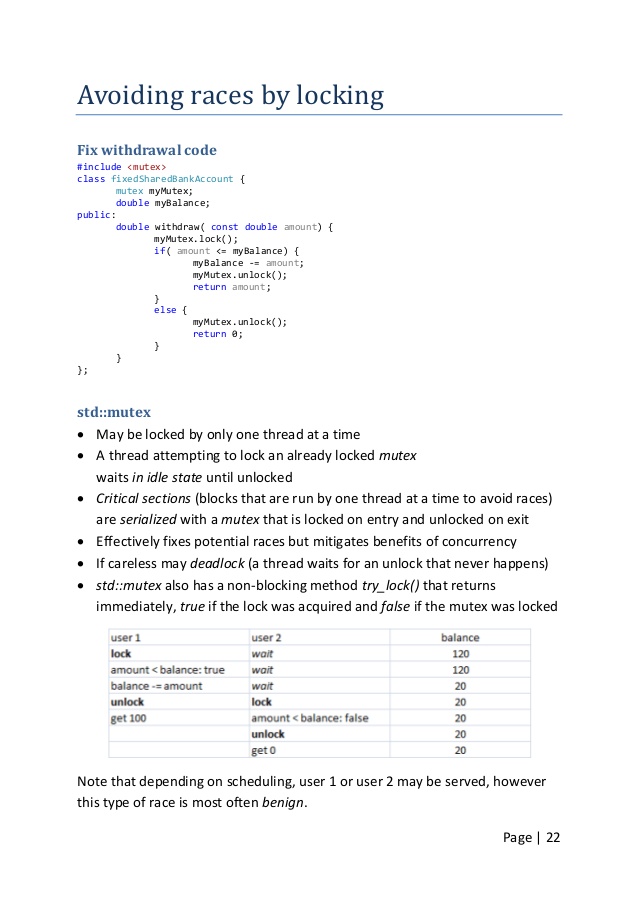 Avoiding races by locking
Fix withdrawal code
#include <mutex>
class fixedSharedBankAccount {
mutex myMutex;
double myBalance;
public:
double withdraw( const double amount) {
myMutex.lock();
if( amount <= myBalance) {
myBalance -= amount;
myMutex.unlock();
return amount;
}
else {
myMutex.unlock();
return 0;
}
}
};
std::mutex
• May be locked by only one thread at a time
• A thread attempting to lock an already locked mutex
waits in idle state until unlocked
• Critical sections (blocks that are run by one thread at a time to avoid races)
are serialized with a mutex that is locked on entry and unlocked on exit
• Effectively fixes potential races but mitigates benefits of concurrency
• If careless may deadlock (a thread waits for an unlock that never happens)
• std::mutex also has a non-blocking method try_lock() that returns
immediately, true if the lock was acquired and false if the mutex was locked
user 1 user 2 balance
lock wait 120
amount < balance: true wait 120
balance -= amount wait 20
unlock lock 20
get 100 amount < balance: false 20
unlock 20
get 0 20
Note that depending on scheduling, user 1 or user 2 may be served, however
this type of race is most often benign.
Page | 22